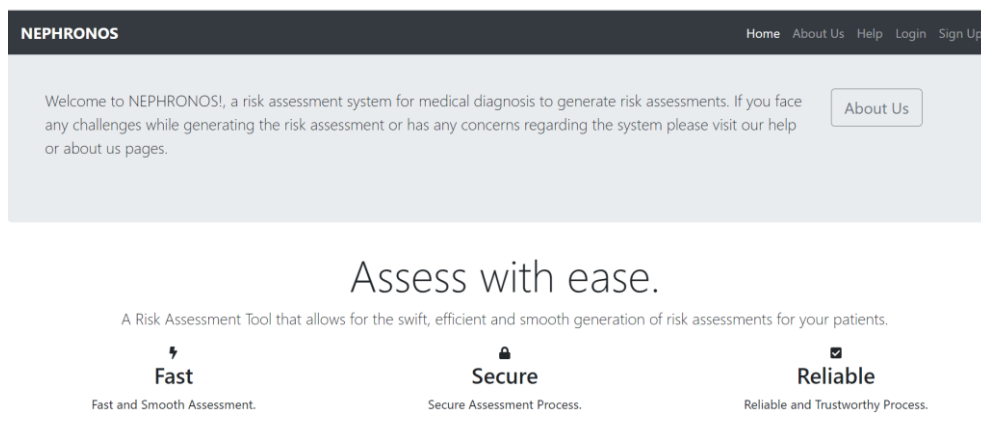 NEPHRONOS
Home About Us Help Login Sign Up
Welcome to NEPHRONOS!, a risk assessment system for medical diagnosis to generate risk assessments. If you face
any challenges while generating the risk assessment or has any concerns regarding the system please visit our help
or about us pages.
About Us
Assess with ease.
A Risk Assessment Tool that allows for the swift, efficient and smooth generation of risk assessments for your patients.
Fast
Fast and Smooth Assessment.
Secure
Secure Assessment Process.
Reliable
Reliable and Trustworthy Process.